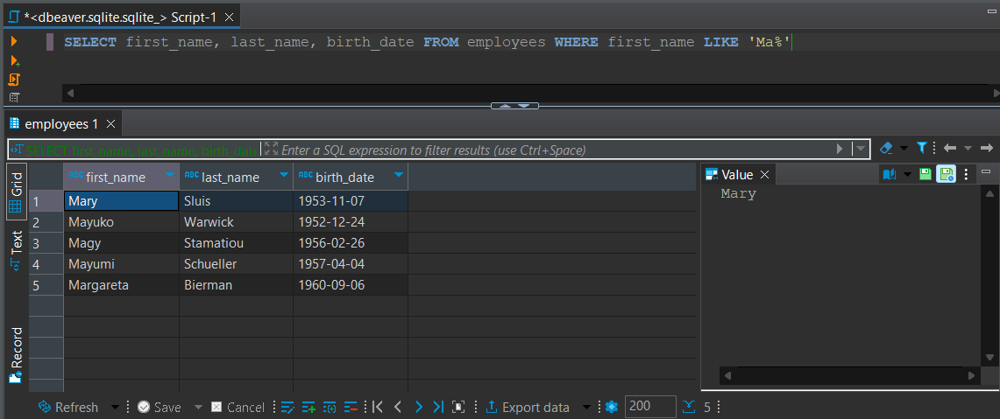 *<dbeaver.sqlite.sqlite_> Script-1
SELECT first_name, last_name, birth_date FROM employees WHERE first_name LIKE 'Ma%'
employees 1
SELECT first_name, last_name, birth_date Enter a SQL expression to filter results (use Ctrl+Space)
Grid
Text
Record
ABC first_name ABC last_name ABC birth_date
1 Mary Sluis 1953-11-07
2 Mayuko Warwick 1952-12-24
3 Magy Stamatiou 1956-02-26
4 Mayumi Schueller 1957-04-04
5 Margareta Bierman 1960-09-06
Value
Mary
Refresh Save Cancel Export data 200 5